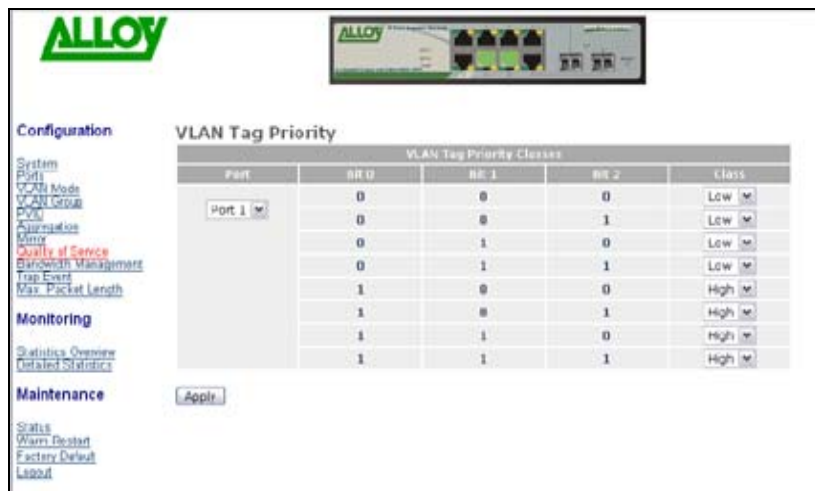 ALLOY
ALLOY
Configuration
System
Ports
VLAN Mode
VLAN Group
PVID
Aggregation
Mirror
Quality of Service
Bandwidth Management
Trap Event
Max. Packet Length
Monitoring
Statistics Overview
Detailed Statistics
Maintenance
Status
Warm Restart
Factory Default
Logout
VLAN Tag Priority
VLAN Tag Priority Classes
Port Bit 0 Bit 1 Bit 2 Class
Port 1 0 0 0 Low
0 0 1 Low
0 1 0 Low
0 1 1 Low
1 0 0 High
1 0 1 High
1 1 0 High
1 1 1 High
Apply